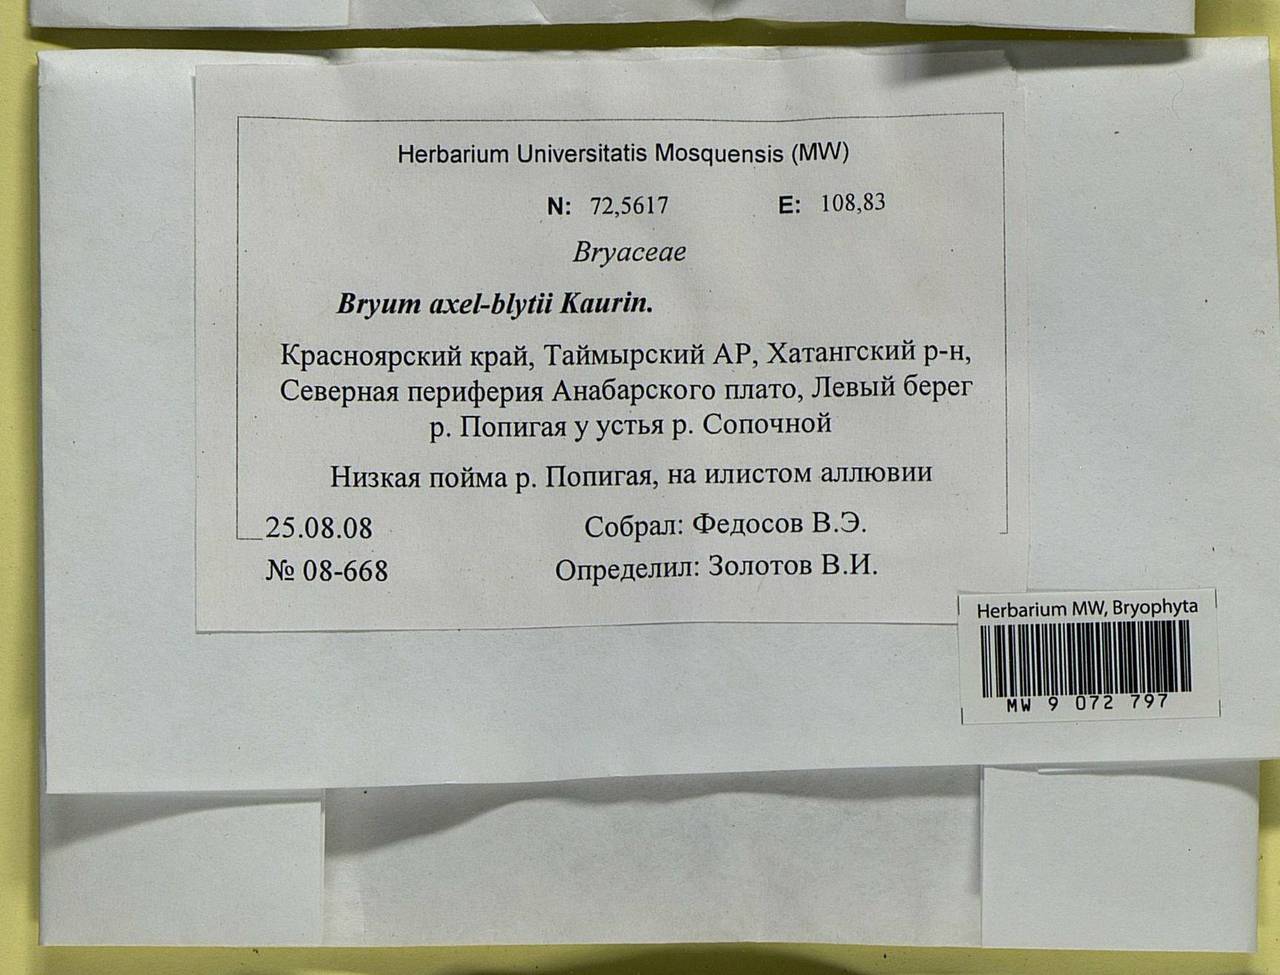 Herbarium Universitatis Mosquensis (MW)
N: 72,5617 E: 108,83
Bryaceae
Bryum axel-blytii Kaurin.
Красноярский край, Таймырский АР, Хатангский р-н,
Северная периферия Анабарского плато, Левый берег
р. Попигая у устья р. Сопочной
Низкая пойма р. Попигая, на илистом аллювии
25.08.08 Собрал: Федосов В.Э.
№ 08-668 Определил: Золотов В.И.
Herbarium MW, Bryophyta
MW 9 072 797